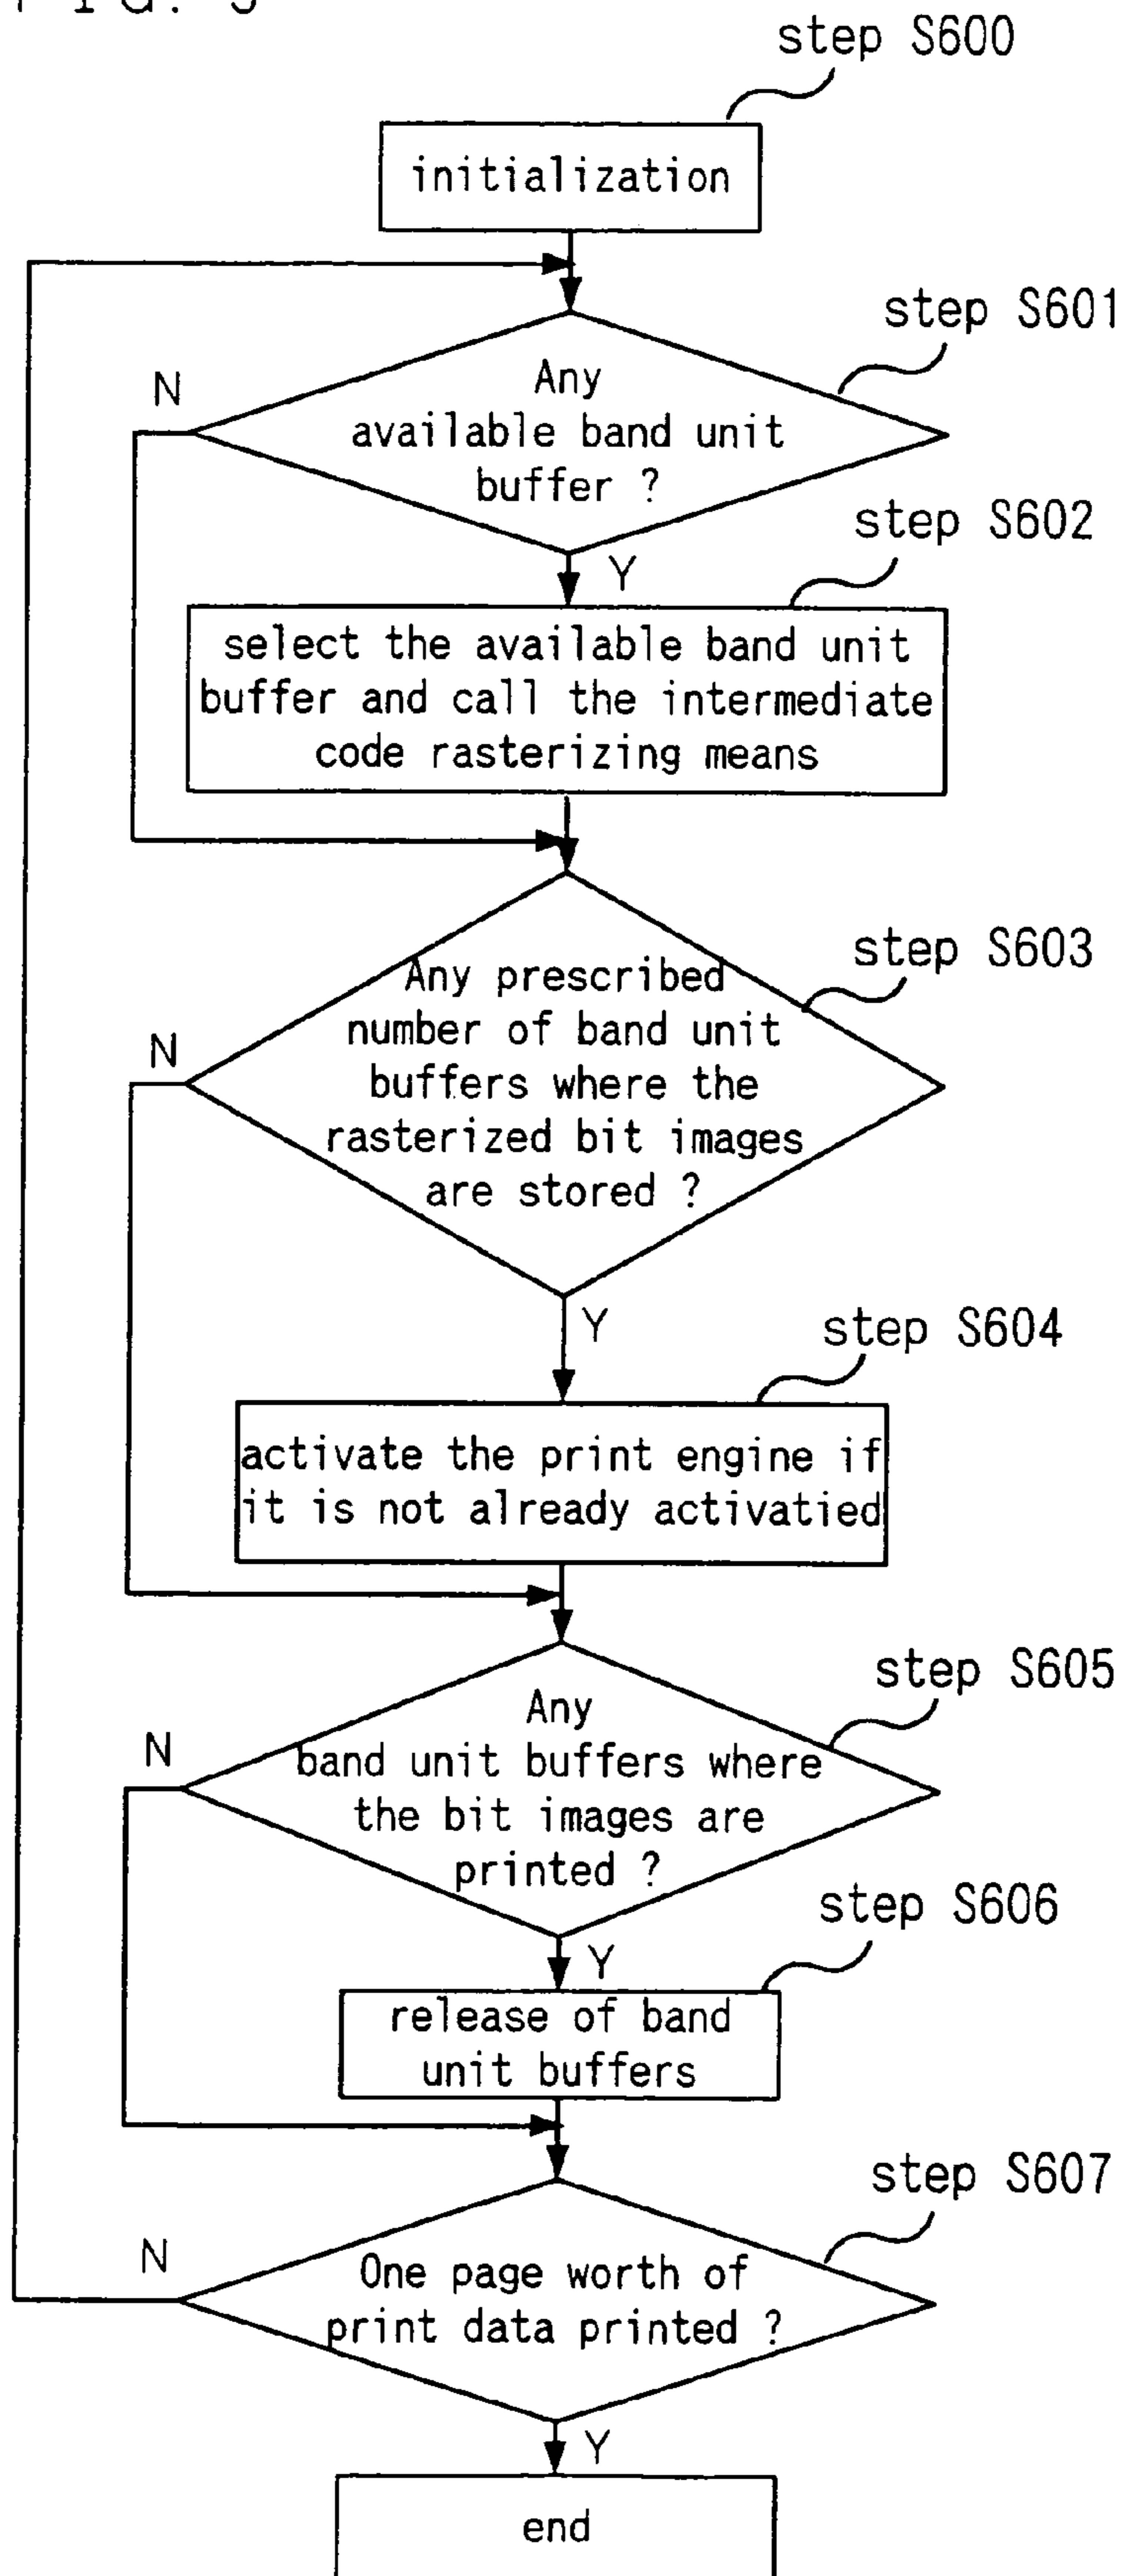 step S600
initialization
step S601
N
Any
available band unit
buffer ?
step S602
Y
select the available band unit
buffer and call the intermediate
code rasterizing means
step S603
Any prescribed
number of band unit
buffers where the
rasterized bit images
are stored ?
N
Y
step S604
activate the print engine if
it is not already activatied
step S605
N
Any
band unit buffers where
the bit images are
printed ?
step S606
Y
release of band
unit buffers
step S607
N
One page worth of
print data printed ?
Y
end